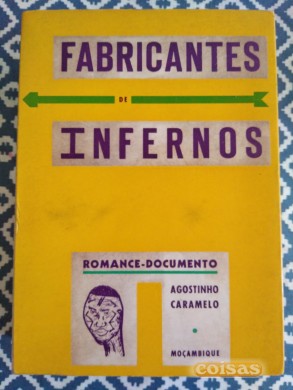 FABRICANTES
DE
INFERNOS
ROMANCE-DOCUMENTO
AGOSTINHO
CARAMELO
MOÇAMBIQUE
coisas